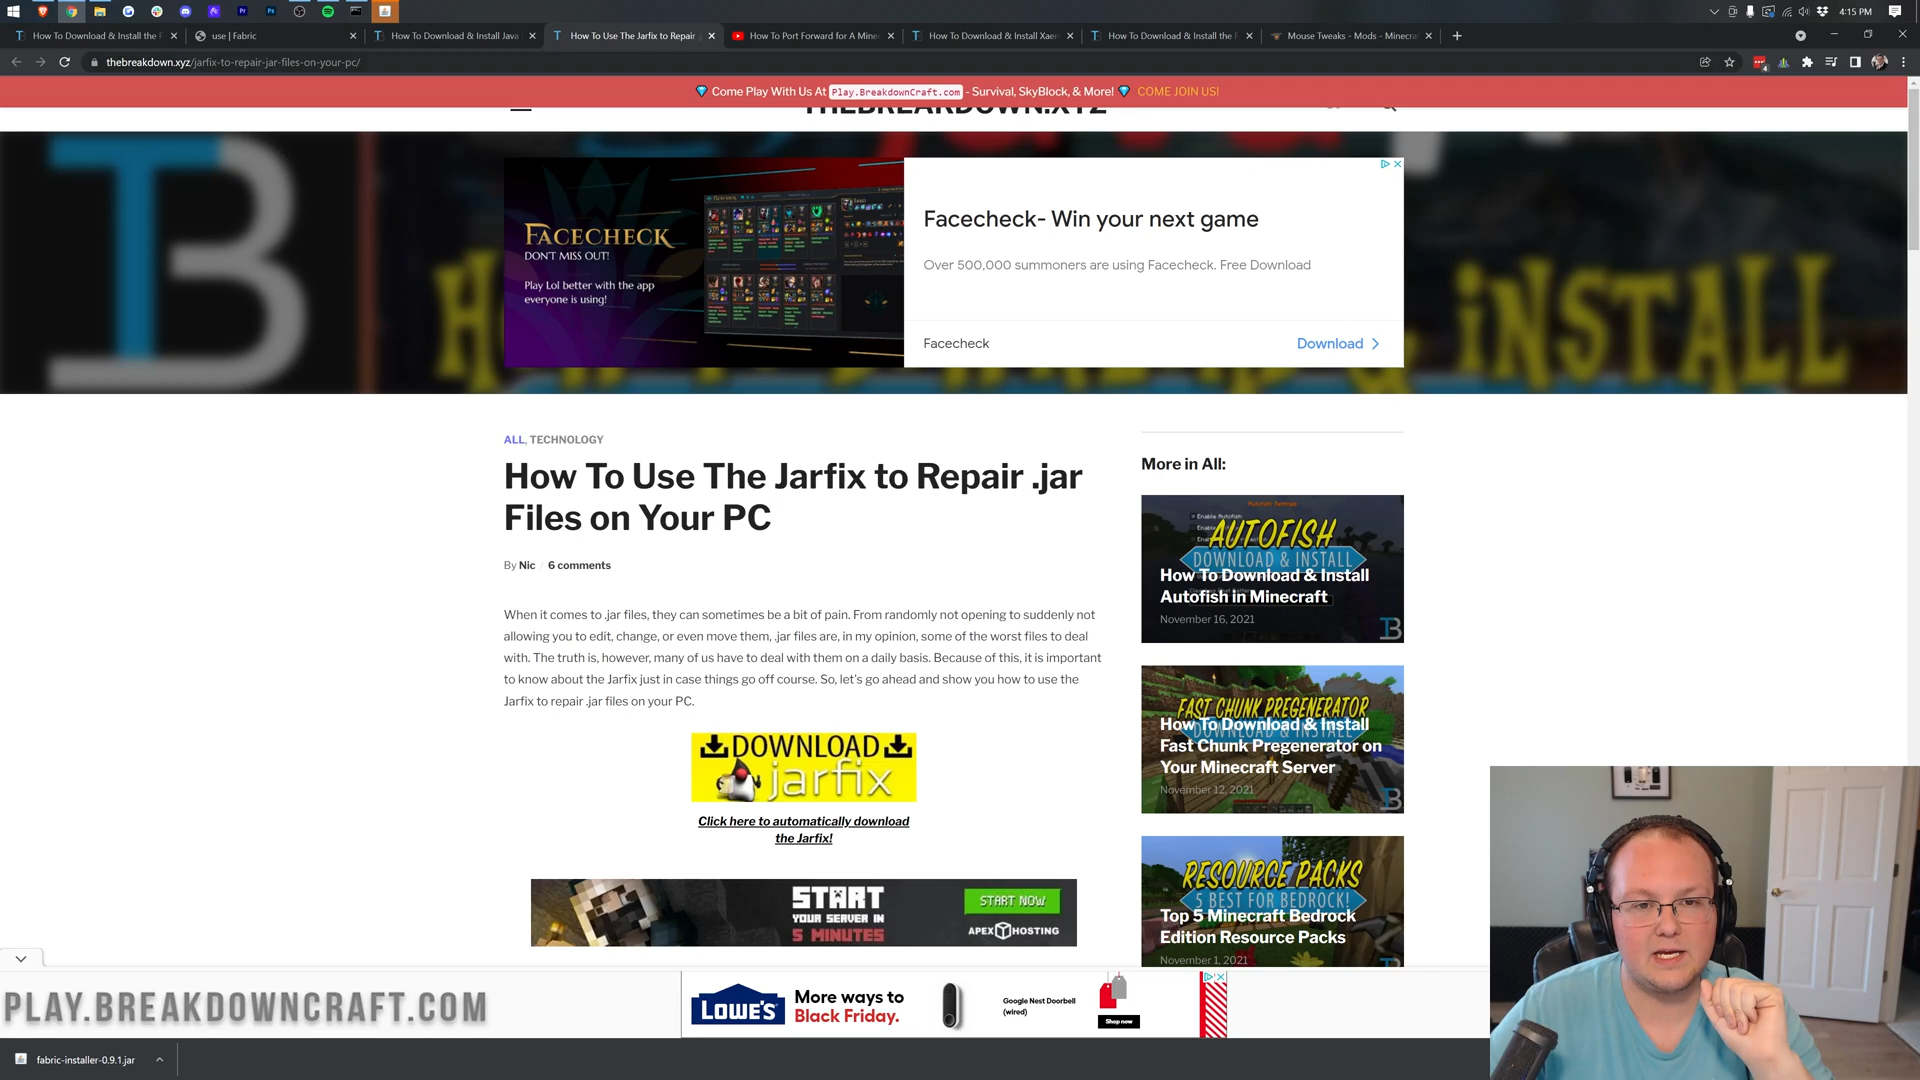 4:15 PM
How To Download & Install the F
use | Fabric
How To Download & Install Java
How To Use The Jarfix to Repair
How To Port Forward for A Mine
How To Download & Install Xaer
How To Download & Install the F
Mouse Tweaks - Mods - Minecra
thebreakdown.xyz/jarfix-to-repair-jar-files-on-your-pc/
Come Play With Us At Play.BreakdownCraft.com - Survival, SkyBlock, & More! COME JOIN US!
THEBREAKDOWN.XYZ
TB
INSTALL
FACECHECK
DON'T MISS OUT!
Play Lol better with the app
everyone is using!
Facecheck- Win your next game
Over 500,000 summoners are using Facecheck. Free Download
Facecheck
Download
ALL, TECHNOLOGY
How To Use The Jarfix to Repair .jar
Files on Your PC
By Nic / 6 comments
When it comes to .jar files, they can sometimes be a bit of pain. From randomly not opening to suddenly not
allowing you to edit, change, or even move them, .jar files are, in my opinion, some of the worst files to deal
with. The truth is, however, many of us have to deal with them on a daily basis. Because of this, it is important
to know about the Jarfix just in case things go off course. So, let's go ahead and show you how to use the
Jarfix to repair .jar files on your PC.
DOWNLOAD
jarfix
Click here to automatically download
the Jarfix!
START
YOUR SERVER IN
5 MINUTES
START NOW
APEX HOSTING
More in All:
Autofish Settings
AUTOFISH
DOWNLOAD & INSTALL
How To Download & Install
Autofish in Minecraft
November 16, 2021
TB
FAST CHUNK PREGENERATOR
DOWNLOAD & INSTALL
How To Download & Install
Fast Chunk Pregenerator on
Your Minecraft Server
November 12, 2021
TB
RESOURCE PACKS
5 BEST FOR BEDROCK!
Top 5 Minecraft Bedrock
Edition Resource Packs
November 1, 2021
PLAY.BREAKDOWNCRAFT.COM
LOWE'S
More ways to
Black Friday.
Google Nest Doorbell
(wired)
Shop now
fabric-installer-0.9.1.jar